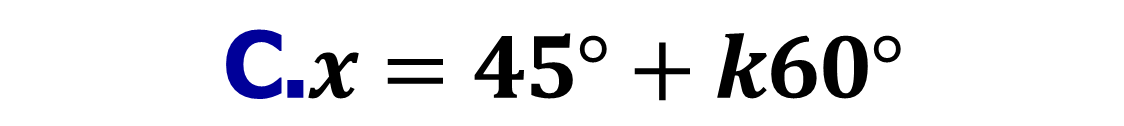 C. x = 45° + k60°